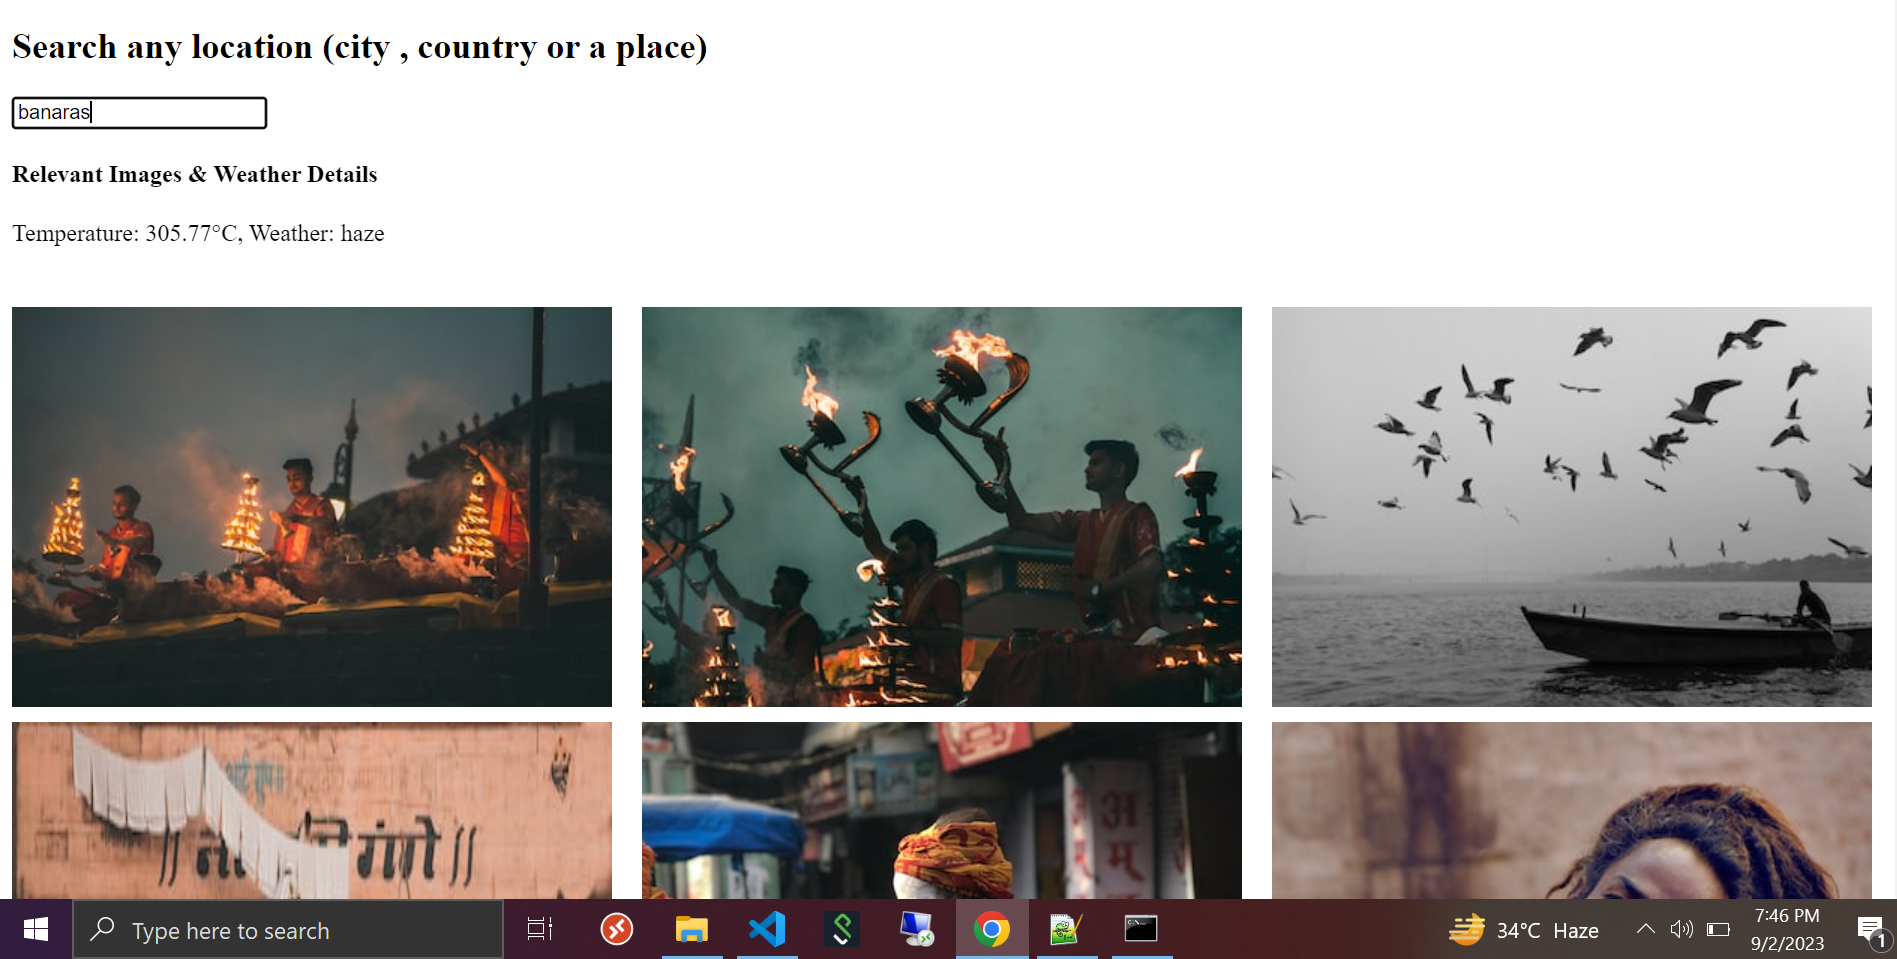 Search any location (city , country or a place)
banaras
Relevant Images & Weather Details
Temperature: 305.77°C, Weather: haze
गंगे॥
अ
म्
Type here to search
34°C Haze
7:46 PM
9/2/2023
1